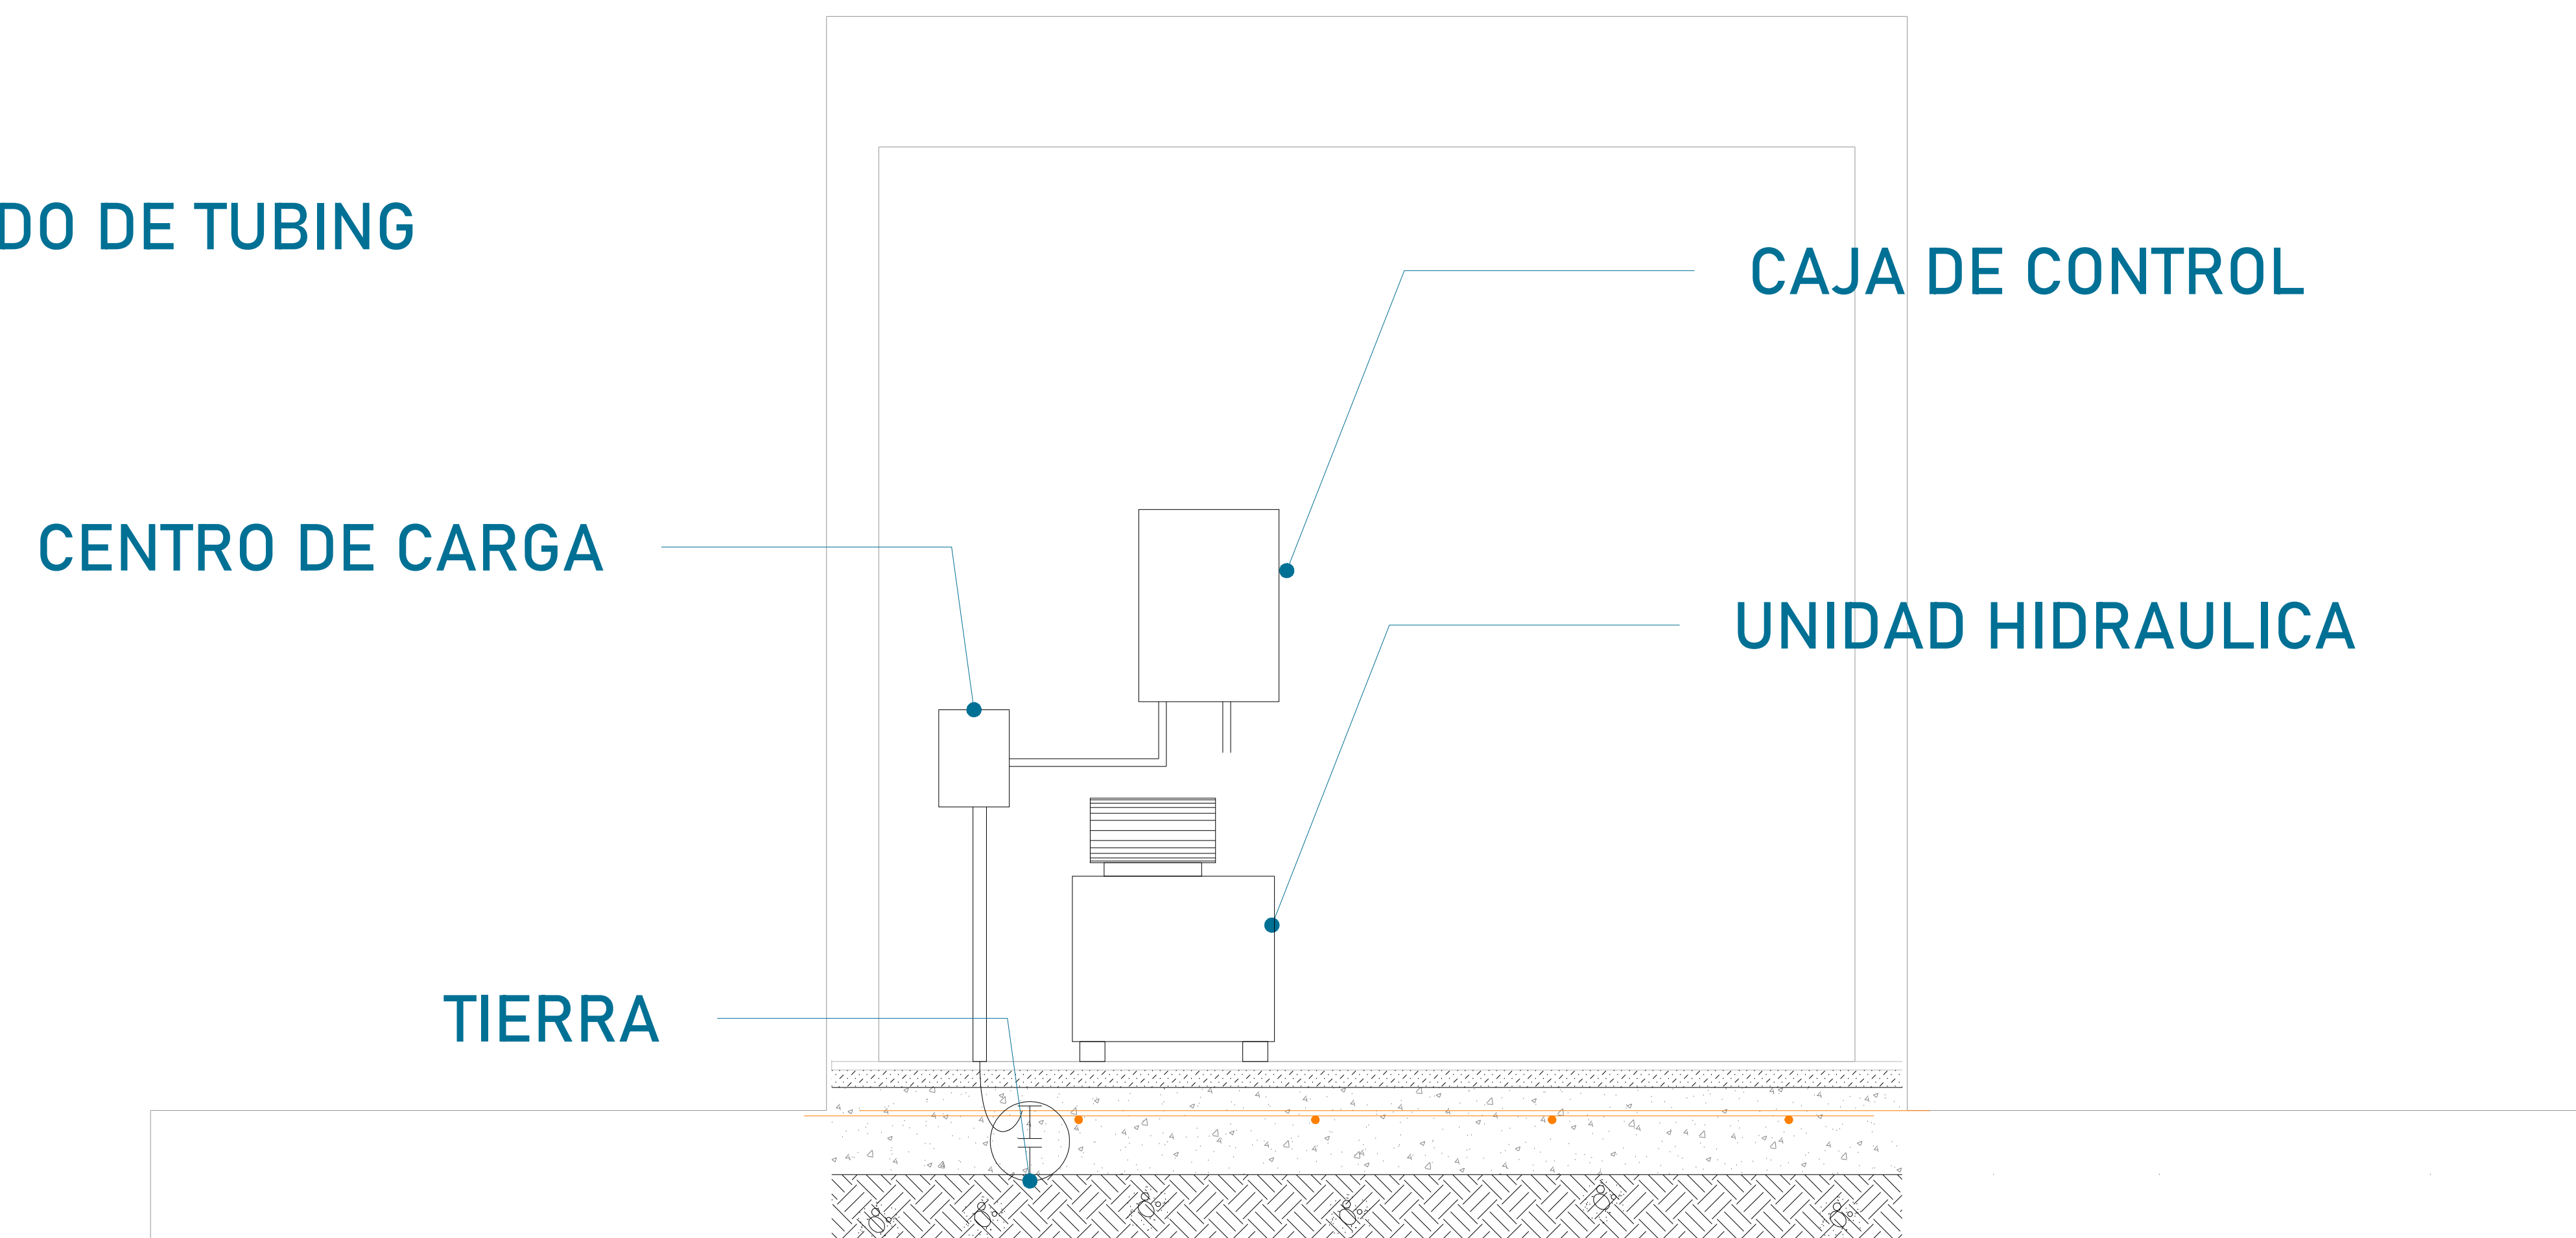 DO DE TUBING
CAJA DE CONTROL
CENTRO DE CARGA
UNIDAD HIDRAULICA
TIERRA